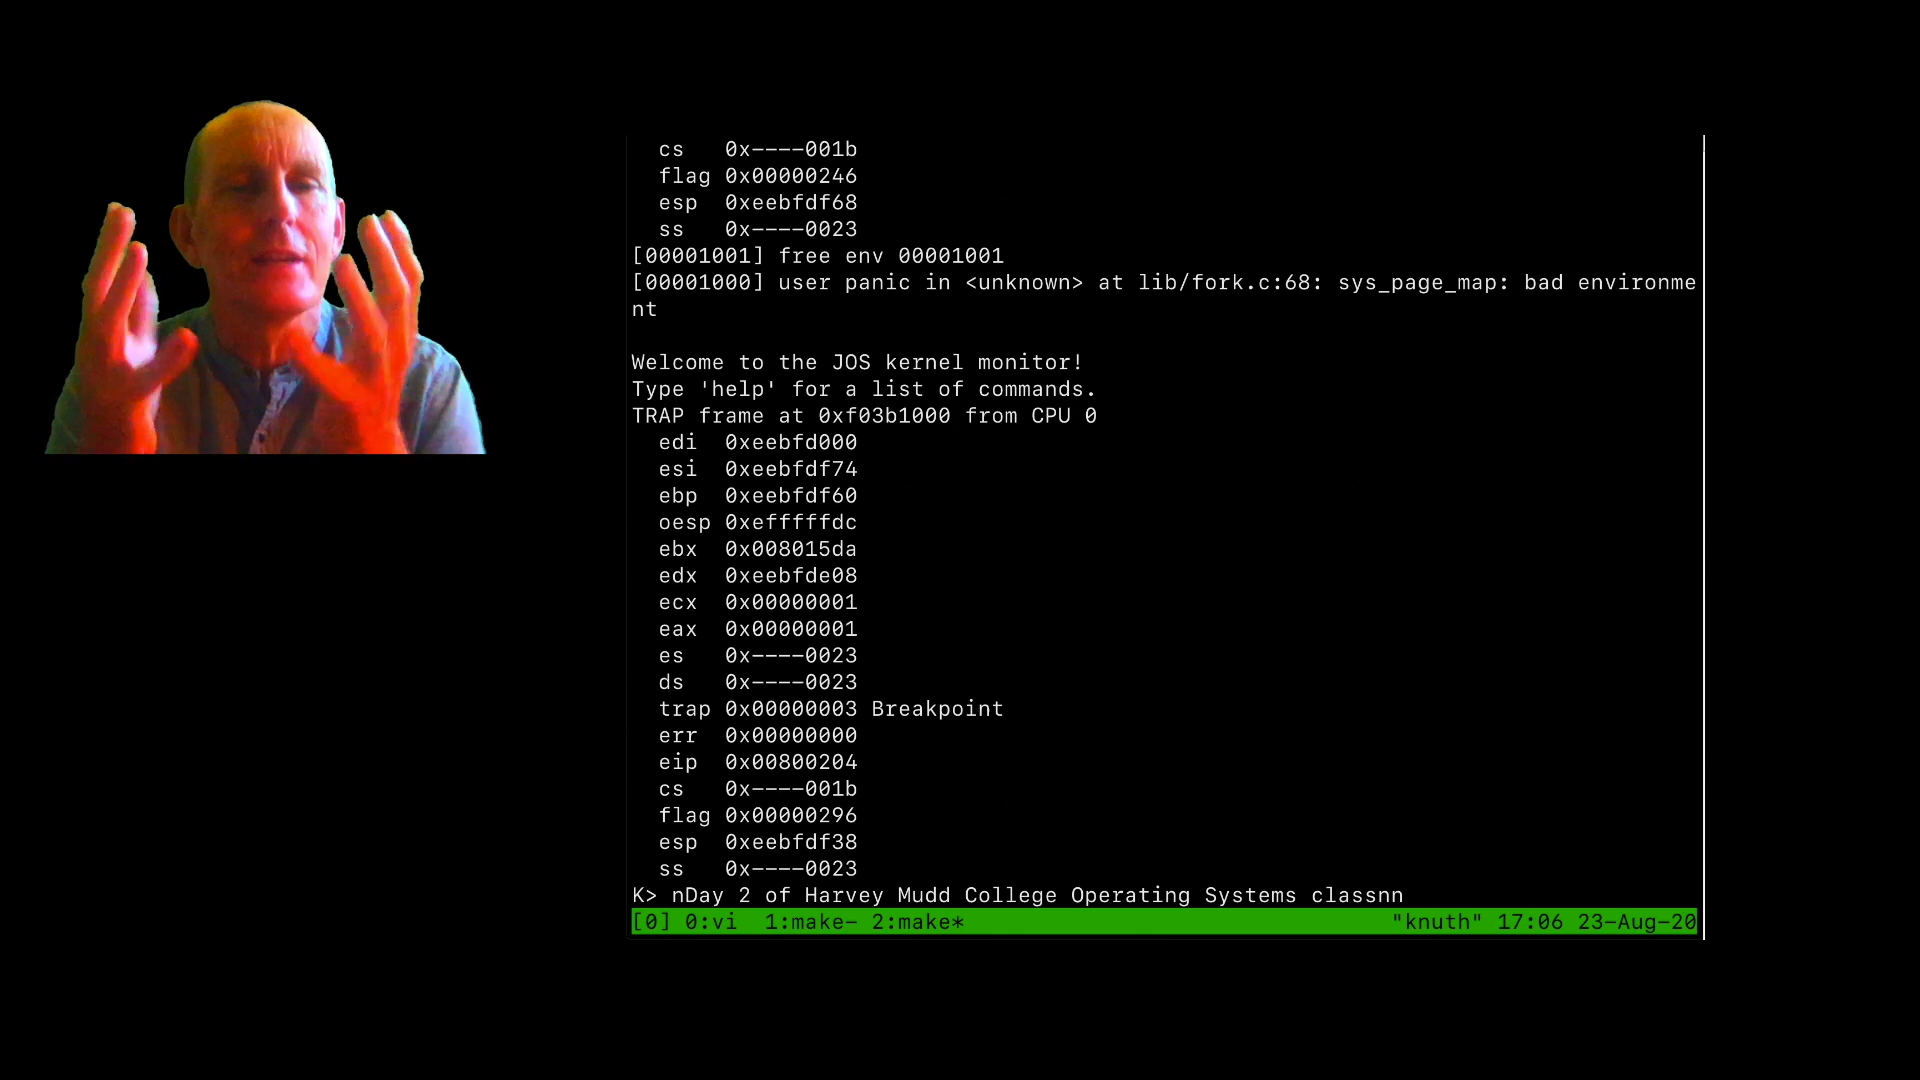 cs 0x----001b
flag 0x00000246
esp 0xeebfdf68
ss 0x----0023
[00001001] free env 00001001
[00001000] user panic in <unknown> at lib/fork.c:68: sys_page_map: bad environme
nt
Welcome to the JOS kernel monitor!
Type 'help' for a list of commands.
TRAP frame at 0xf03b1000 from CPU 0
edi 0xeebfd000
esi 0xeebfdf74
ebp 0xeebfdf60
oesp 0xefffffdc
ebx 0x008015da
edx 0xeebfde08
ecx 0x00000001
eax 0x00000001
es 0x----0023
ds 0x----0023
trap 0x00000003 Breakpoint
err 0x00000000
eip 0x00800204
cs 0x----001b
flag 0x00000296
esp 0xeebfdf38
ss 0x----0023
K> nDay 2 of Harvey Mudd College Operating Systems classnn
[0] 0:vi 1:make- 2:make* "knuth" 17:06 23-Aug-20